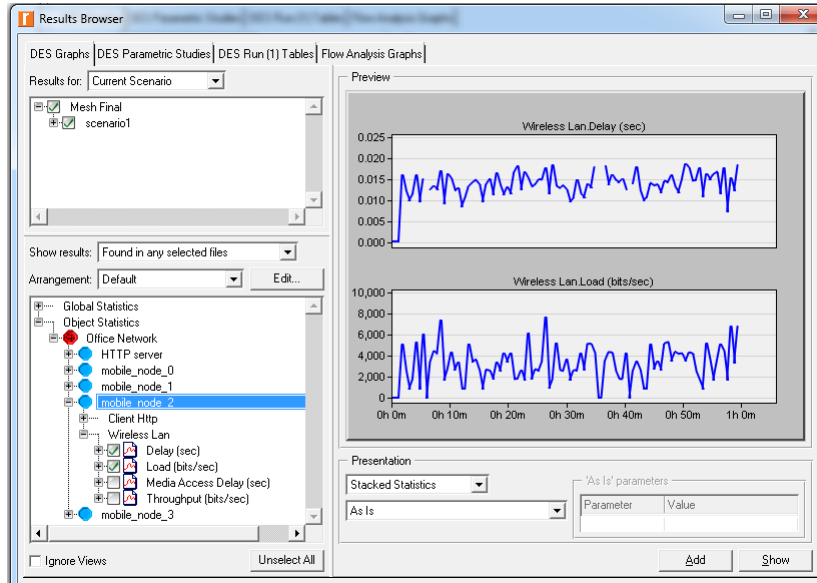 Results Browser
DES Graphs DES Parametric Studies DES Run (1) Tables Flow Analysis Graphs
Results for: Current Scenario
Mesh Final
scenario1
Show results: Found in any selected files
Arrangement: Default Edit...
Global Statistics
Object Statistics
Office Network
HTTP server
mobile_node_0
mobile_node_1
mobile_node_2
Client Http
Wireless Lan
Delay (sec)
Load (bits/sec)
Media Access Delay (sec)
Throughput (bits/sec)
mobile_node_3
Ignore Views Unselect All
Preview
Wireless Lan.Delay (sec)
0.025
0.020
0.015
0.010
0.005
0.000
Wireless Lan.Load (bits/sec)
10,000
8,000
6,000
4,000
2,000
0
0h 0m 0h 10m 0h 20m 0h 30m 0h 40m 0h 50m 1h 0m
Presentation
Stacked Statistics
As Is
'As Is' parameters
Parameter Value
Add Show